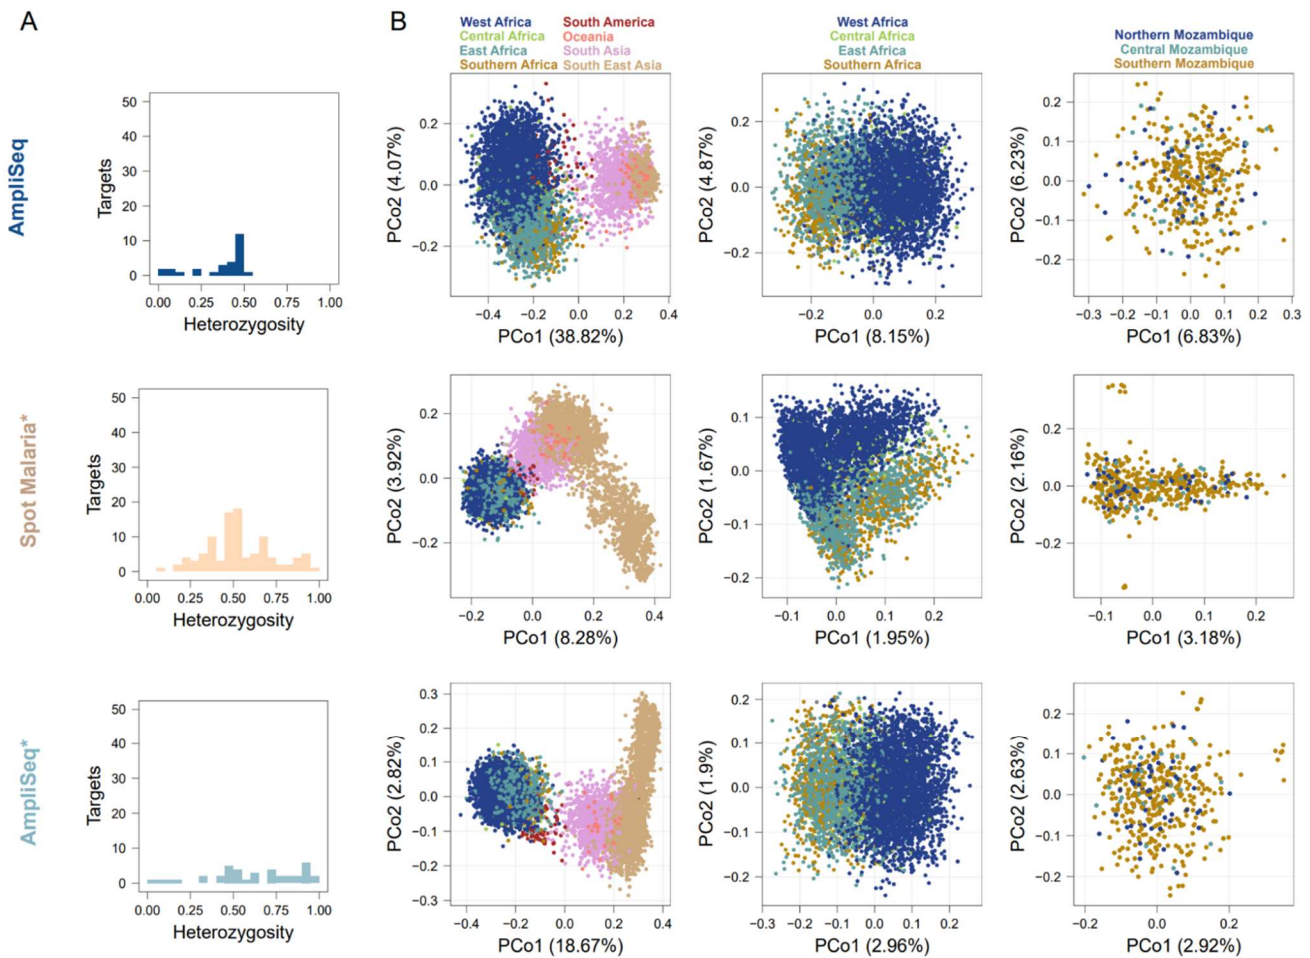 A
B
West Africa South America
Central Africa Oceania
East Africa South Asia
Southern Africa South East Asia
West Africa
Central Africa
East Africa
Southern Africa
Northern Mozambique
Central Mozambique
Southern Mozambique
AmpliSeq
Targets
50
40
30
20
10
0
0.00 0.25 0.50 0.75 1.00
Heterozygosity
PCo2 (4.07%)
0.2
0.0
−0.2
−0.4 −0.2 0.0 0.2 0.4
PCo1 (38.82%)
PCo2 (4.87%)
0.2
0.0
−0.2
−0.2 0.0 0.2
PCo1 (8.15%)
PCo2 (6.23%)
0.2
0.1
0.0
−0.1
−0.2
−0.3 −0.2 −0.1 0.0 0.1 0.2 0.3
PCo1 (6.83%)
Spot Malaria*
Targets
50
40
30
20
10
0
0.00 0.25 0.50 0.75 1.00
Heterozygosity
PCo2 (3.92%)
0.2
0.0
−0.2
−0.2 0.0 0.2 0.4
PCo1 (8.28%)
PCo2 (1.67%)
0.1
0.0
−0.1
−0.2
−0.1 0.0 0.1 0.2
PCo1 (1.95%)
PCo2 (2.16%)
0.2
0.0
−0.2
−0.1 0.0 0.1 0.2
PCo1 (3.18%)
AmpliSeq*
Targets
50
40
30
20
10
0
0.00 0.25 0.50 0.75 1.00
Heterozygosity
PCo2 (2.82%)
0.3
0.2
0.1
0.0
−0.1
−0.2
−0.3
−0.4 −0.2 0.0 0.2 0.4
PCo1 (18.67%)
PCo2 (1.9%)
0.2
0.1
0.0
−0.1
−0.2
−0.3 −0.2 −0.1 0.0 0.1 0.2
PCo1 (2.96%)
PCo2 (2.63%)
0.2
0.1
0.0
−0.1
−0.2
−0.2 0.0 0.2
PCo1 (2.92%)